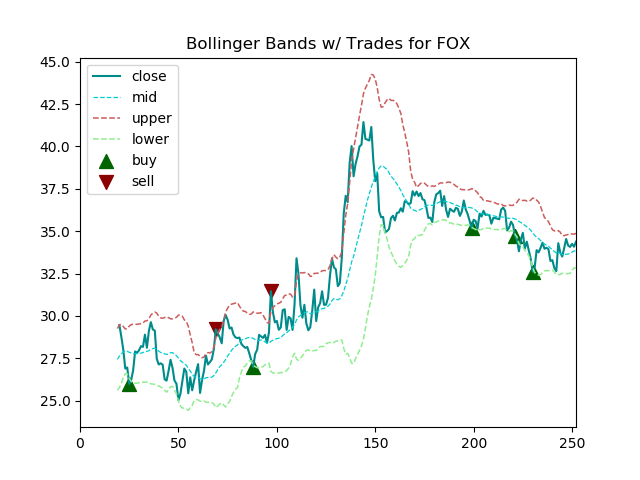 Bollinger Bands w/ Trades for FOX
45.0
42.5
40.0
37.5
35.0
32.5
30.0
27.5
25.0
close
mid
upper
lower
buy
sell
0 50 100 150 200 250